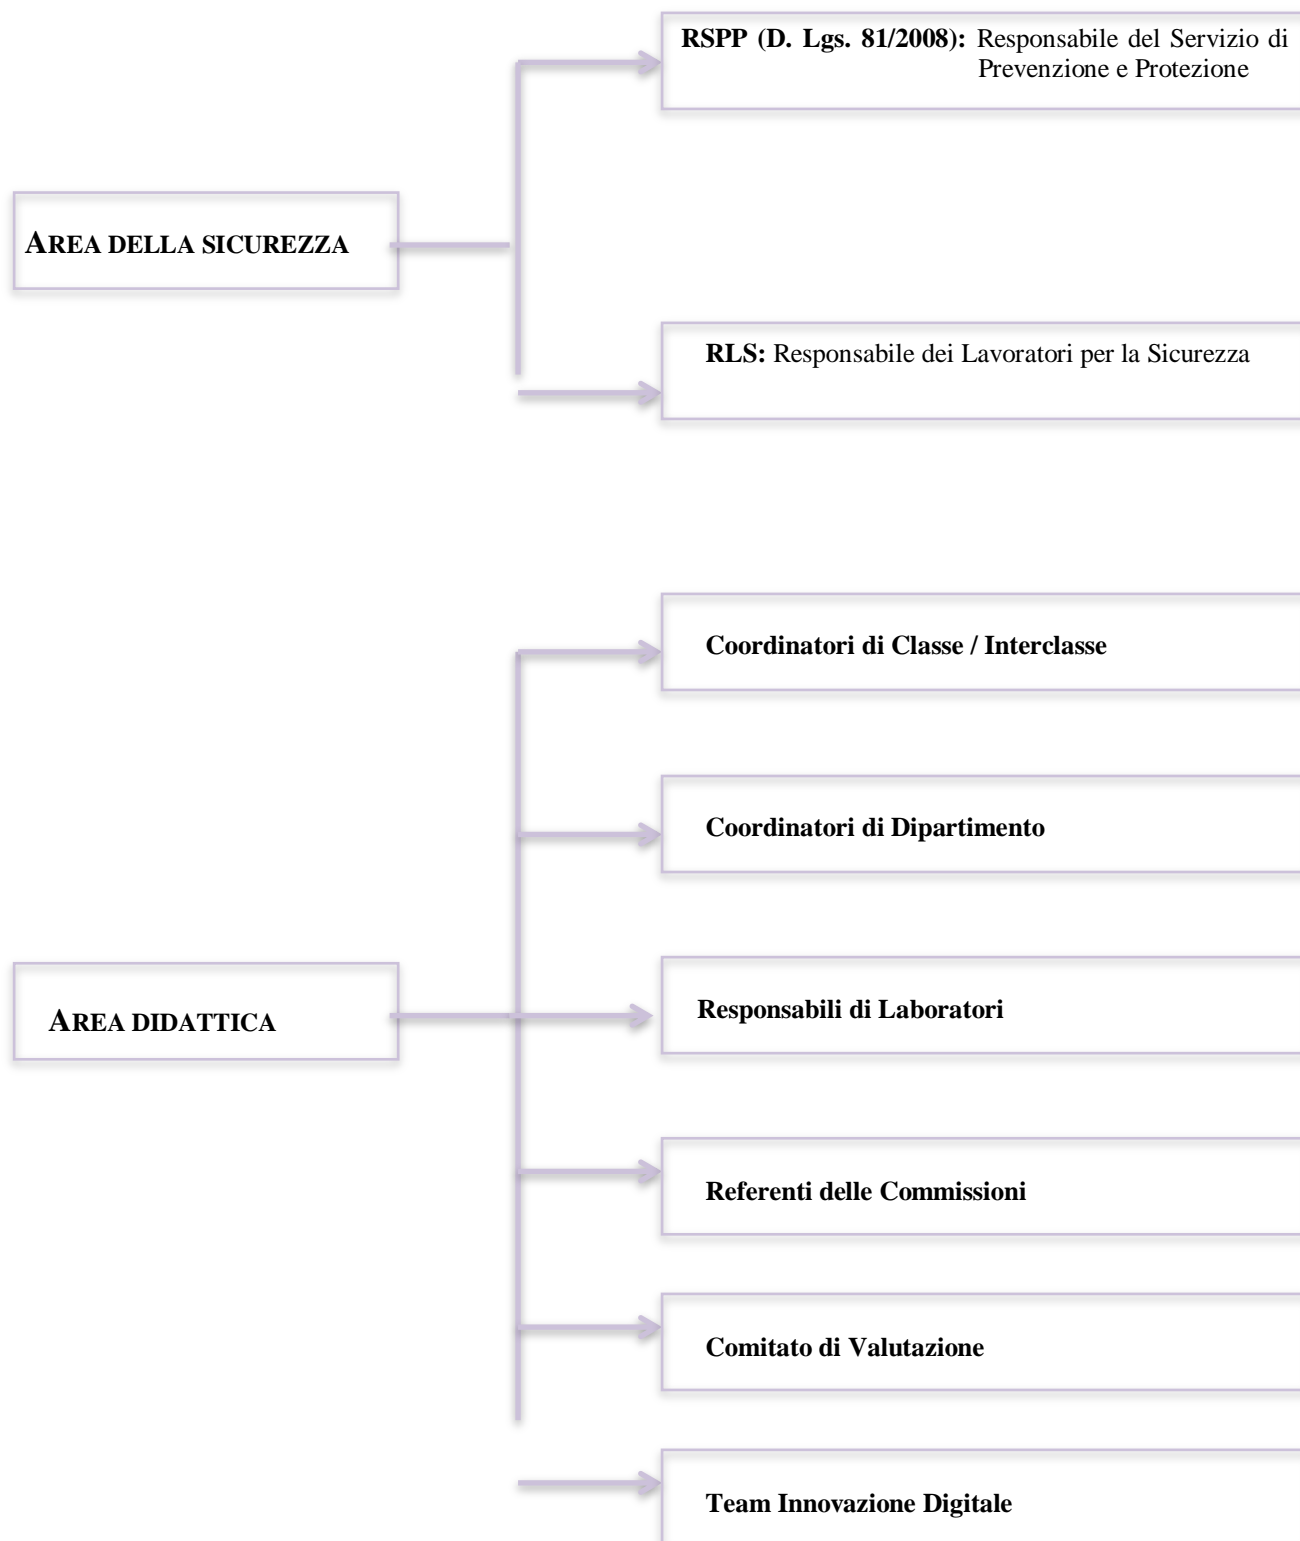 RSPP (D. Lgs. 81/2008): Responsabile del Servizio di
Prevenzione e Protezione
AREA DELLA SICUREZZA
RLS: Responsabile dei Lavoratori per la Sicurezza
Coordinatori di Classe / Interclasse
Coordinatori di Dipartimento
AREA DIDATTICA
Responsabili di Laboratori
Referenti delle Commissioni
Comitato di Valutazione
Team Innovazione Digitale